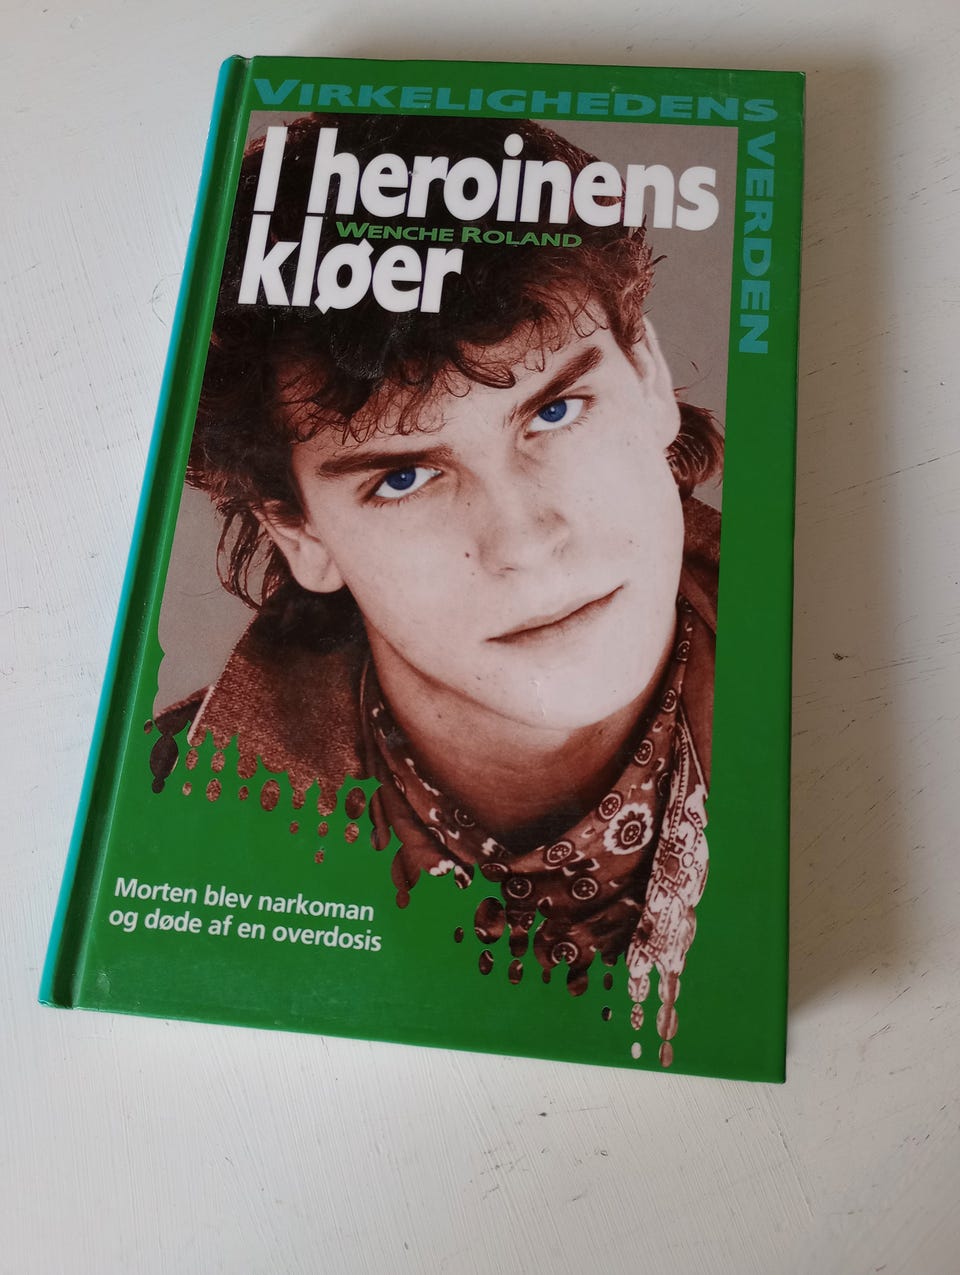 VIRKELIGHEDENS
VERDEN
I heroinens
WENCHE ROLAND
kløer
Morten blev narkoman
og døde af en overdosis